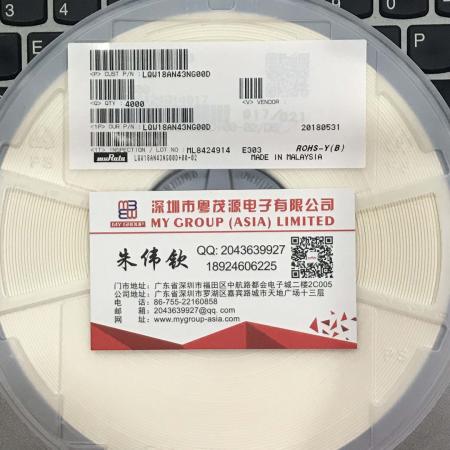 <P> CUST P/N : LQW18AN43NG00D
<Q> QTY : 4000
<V> VENDOR :
<1P> OUR P/N : LQW18AN43NG00D
20180531
<1T> INSPECTION / LOT NO : ML8424914 E303 ROHS-Y(B)
muRata LQW18AN43NG00D+00-02 MADE IN MALAYSIA
MY GROUP
深圳市粤茂源电子有限公司
MY GROUP (ASIA) LIMITED
朱伟钦
QQ: 2043639927
18924606225
门市地址: 广东省深圳市福田区中航路都会电子城二楼2C005
公司地址: 广东省深圳市罗湖区嘉宾路城市天地广场十三层
电 话: 86-755-22160858
邮 箱: 2043639927@qq. com
网 址: www.mygroup-asia.com